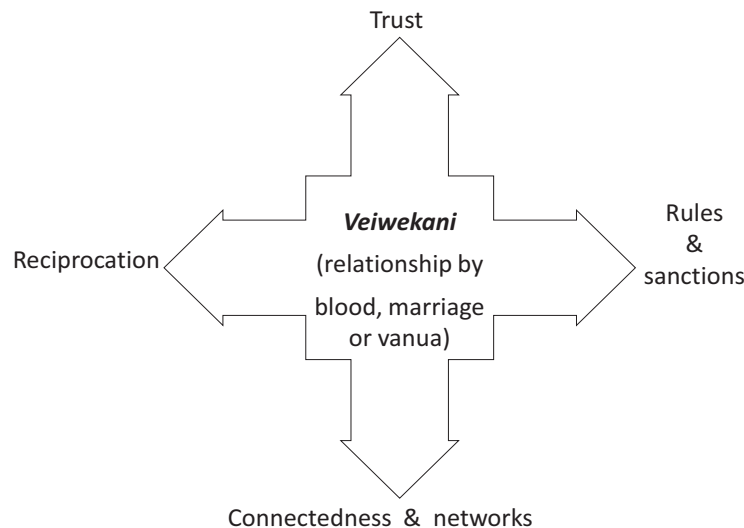 Trust
Veiwekani
(relationship by
blood, marriage
or vanua)
Reciprocation
Rules
&
sanctions
Connectedness & networks